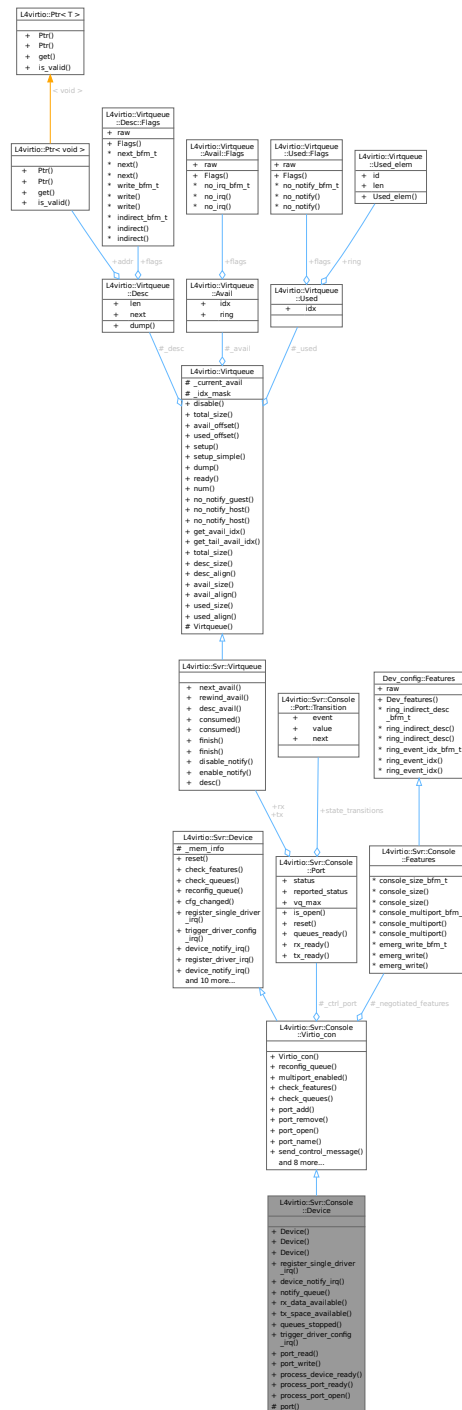 L4virtio::Ptr< T >
+ Ptr()
+ Ptr()
+ get()
+ is_valid()
< void >
L4virtio::Ptr< void >
+ Ptr()
+ Ptr()
+ get()
+ is_valid()
L4virtio::Virtqueue
::Desc::Flags
+ raw
+ Flags()
* next_bfm_t
* next()
* next()
* write_bfm_t
* write()
* write()
* indirect_bfm_t
* indirect()
* indirect()
L4virtio::Virtqueue
::Avail::Flags
+ raw
+ Flags()
* no_irq_bfm_t
* no_irq()
* no_irq()
L4virtio::Virtqueue
::Used::Flags
+ raw
+ Flags()
* no_notify_bfm_t
* no_notify()
* no_notify()
L4virtio::Virtqueue
::Used_elem
+ id
+ len
+ Used_elem()
+addr
+flags
+flags
+flags
+ring
L4virtio::Virtqueue
::Desc
+ len
+ next
+ dump()
L4virtio::Virtqueue
::Avail
+ idx
+ ring
L4virtio::Virtqueue
::Used
+ idx
#_desc
#_avail
#_used
L4virtio::Virtqueue
# _current_avail
# _idx_mask
+ disable()
+ total_size()
+ avail_offset()
+ used_offset()
+ setup()
+ setup_simple()
+ dump()
+ ready()
+ num()
+ no_notify_guest()
+ no_notify_host()
+ no_notify_host()
+ get_avail_idx()
+ get_tail_avail_idx()
+ total_size()
+ desc_size()
+ desc_align()
+ avail_size()
+ avail_align()
+ used_size()
+ used_align()
# Virtqueue()
L4virtio::Svr::Virtqueue
+ next_avail()
+ rewind_avail()
+ desc_avail()
+ consumed()
+ consumed()
+ finish()
+ finish()
+ disable_notify()
+ enable_notify()
+ desc()
L4virtio::Svr::Console
::Port::Transition
+ event
+ value
+ next
Dev_config::Features
+ raw
+ Dev_features()
* ring_indirect_desc
_bfm_t
* ring_indirect_desc()
* ring_indirect_desc()
* ring_event_idx_bfm_t
* ring_event_idx()
* ring_event_idx()
+rx
+tx
+state_transitions
L4virtio::Svr::Device
# _mem_info
+ reset()
+ check_features()
+ check_queues()
+ reconfig_queue()
+ cfg_changed()
+ register_single_driver
_irq()
+ trigger_driver_config
_irq()
+ device_notify_irq()
+ register_driver_irq()
+ device_notify_irq()
and 10 more...
L4virtio::Svr::Console
::Port
+ status
+ reported_status
+ vq_max
+ is_open()
+ reset()
+ queues_ready()
+ rx_ready()
+ tx_ready()
L4virtio::Svr::Console
::Features
* console_size_bfm_t
* console_size()
* console_size()
* console_multiport_bfm_
* console_multiport()
* console_multiport()
* emerg_write_bfm_t
* emerg_write()
* emerg_write()
#_ctrl_port
#_negotiated_features
L4virtio::Svr::Console
::Virtio_con
+ Virtio_con()
+ reconfig_queue()
+ multiport_enabled()
+ check_features()
+ check_queues()
+ port_add()
+ port_remove()
+ port_open()
+ port_name()
+ send_control_message()
and 8 more...
L4virtio::Svr::Console
::Device
+ Device()
+ Device()
+ Device()
+ register_single_driver
_irq()
+ device_notify_irq()
+ notify_queue()
+ rx_data_available()
+ tx_space_available()
+ queues_stopped()
+ trigger_driver_config
_irq()
+ port_read()
+ port_write()
+ process_device_ready()
+ process_port_ready()
+ process_port_open()
# port()